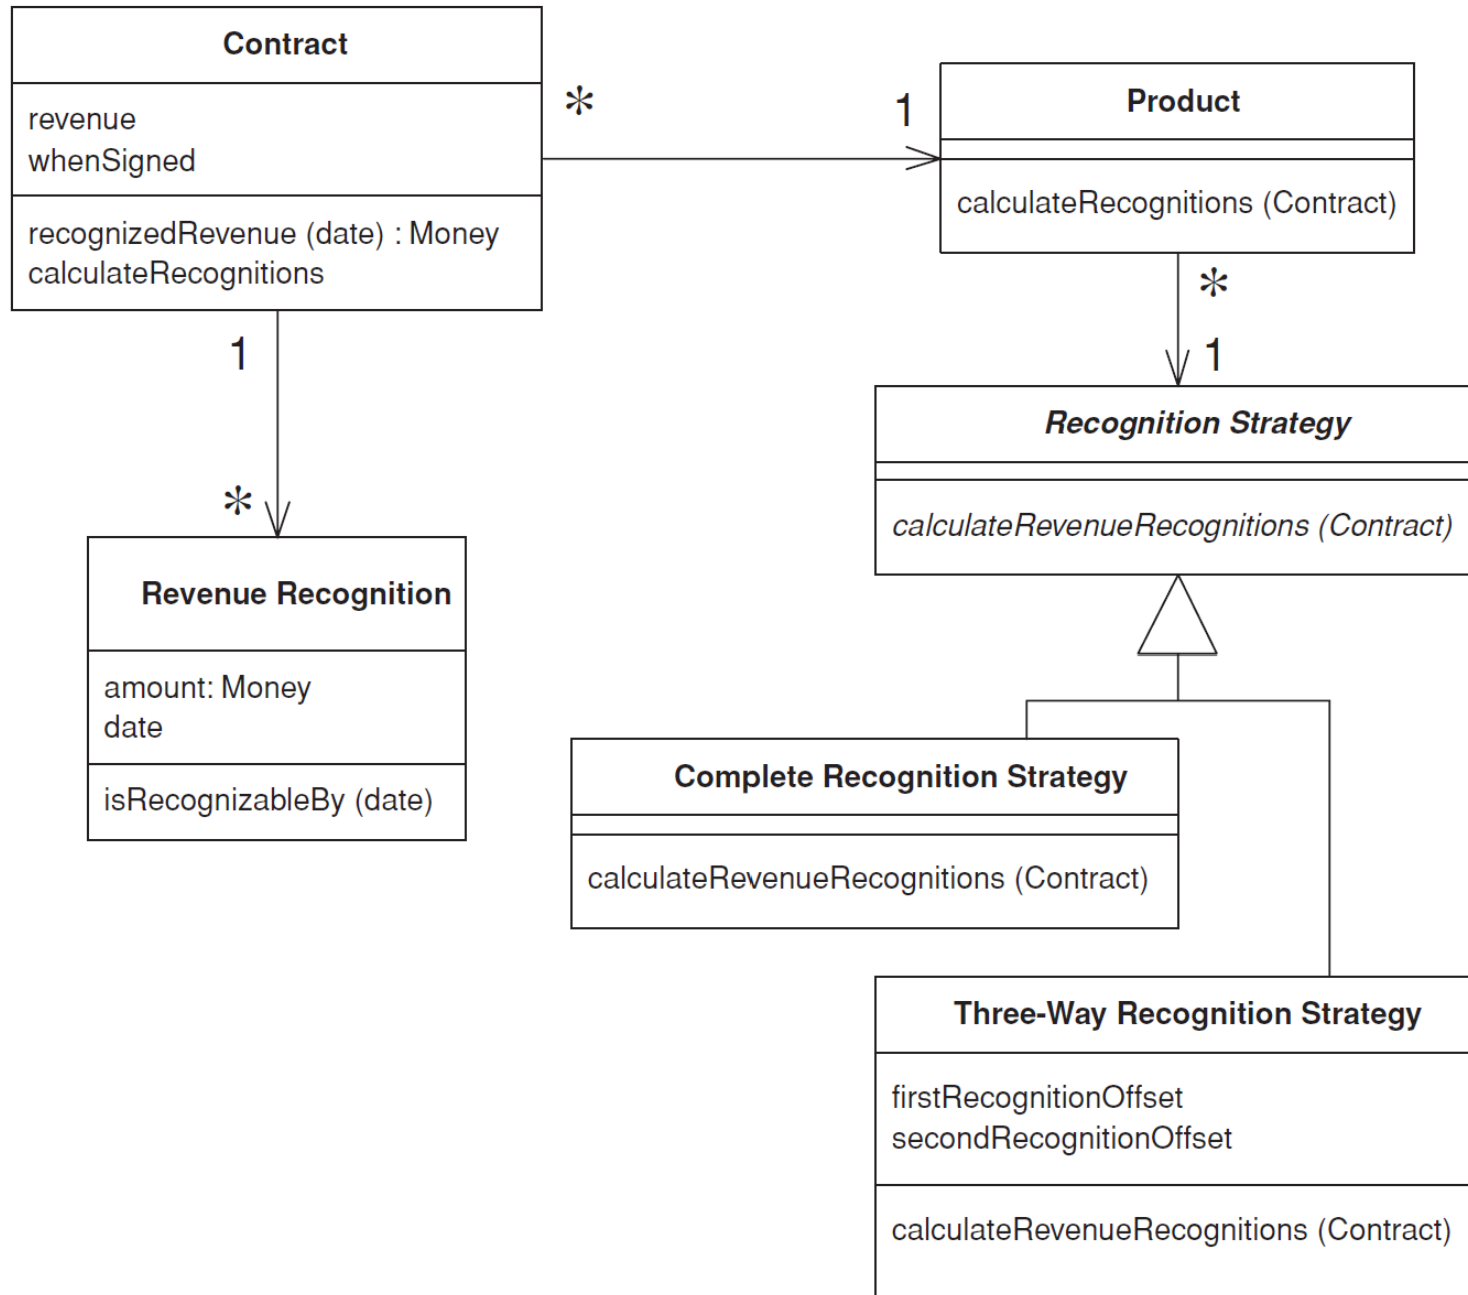 Contract
revenue
whenSigned
recognizedRevenue (date) : Money
calculateRecognitions
* 1
Product
calculateRecognitions (Contract)
*
1
1
*
Recognition Strategy
calculateRevenueRecognitions (Contract)
Revenue Recognition
amount: Money
date
isRecognizableBy (date)
Complete Recognition Strategy
calculateRevenueRecognitions (Contract)
Three-Way Recognition Strategy
firstRecognitionOffset
secondRecognitionOffset
calculateRevenueRecognitions (Contract)